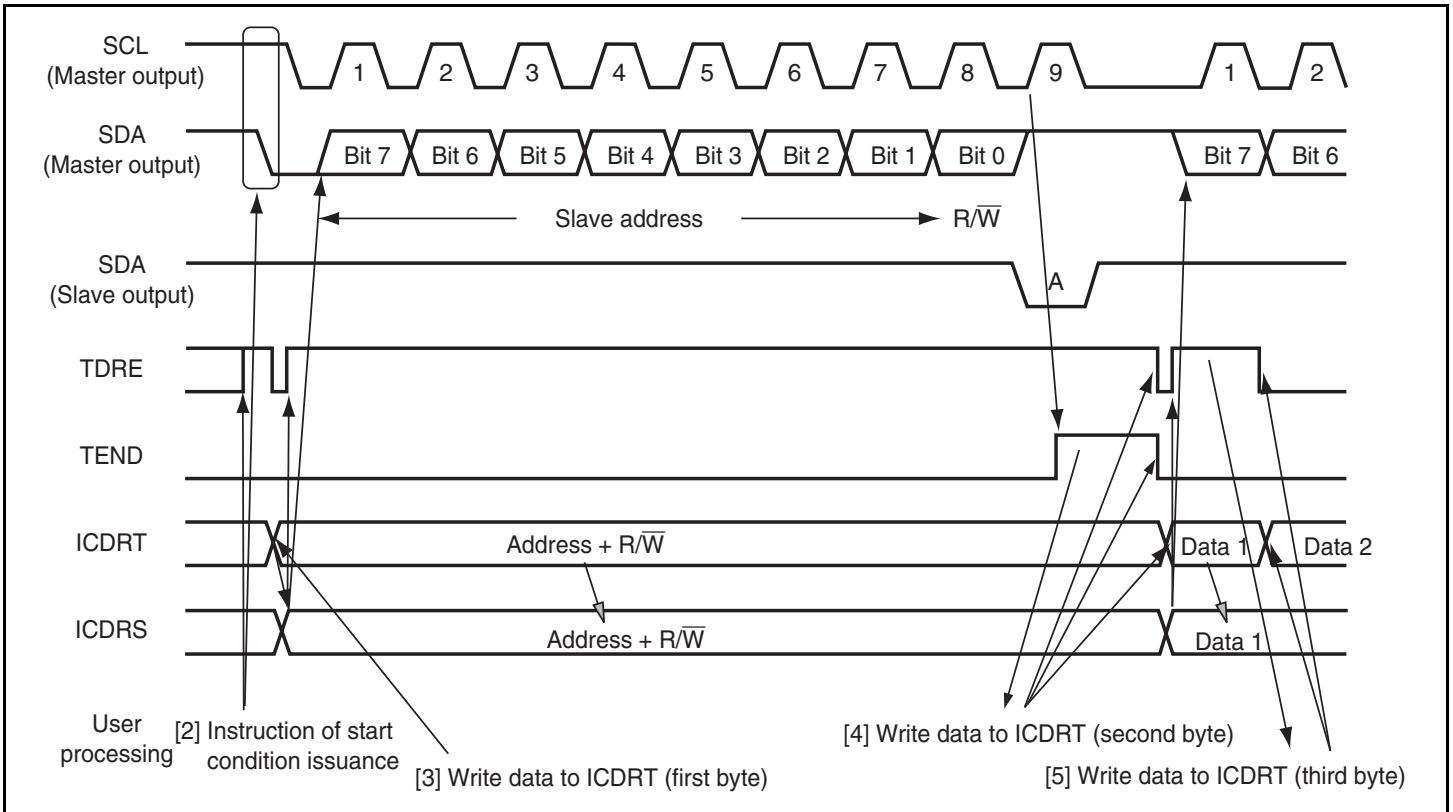 SCL
(Master output)
1 2 3 4 5 6 7 8 9 1 2
SDA
(Master output)
Bit 7 Bit 6 Bit 5 Bit 4 Bit 3 Bit 2 Bit 1 Bit 0 Bit 7 Bit 6
Slave address R/W̅
SDA
(Slave output)
A
TDRE
TEND
ICDRT
Address + R/W̅ Data 1 Data 2
ICDRS
Address + R/W̅ Data 1
User
processing
[2] Instruction of start
condition issuance
[3] Write data to ICDRT (first byte)
[4] Write data to ICDRT (second byte)
[5] Write data to ICDRT (third byte)